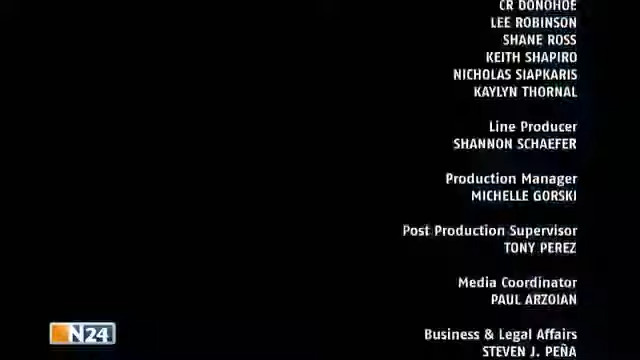 CR DONOHOE
LEE ROBINSON
SHANE ROSS
KEITH SHAPIRO
NICHOLAS SIAPKARIS
KAYLYN THORNAL
Line Producer
SHANNON SCHAEFER
Production Manager
MICHELLE GORSKI
Post Production Supervisor
TONY PEREZ
Media Coordinator
PAUL ARZOIAN
Business & Legal Affairs
STEVEN J. PEÑA
N24